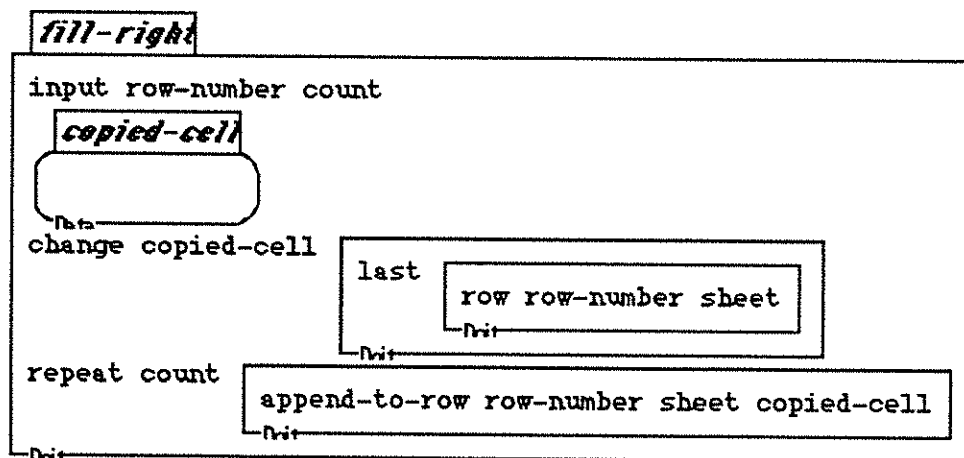 fill-right
input row-number count
copied-cell
Data
change copied-cell
last
row row-number sheet
Doit
Doit
repeat count
append-to-row row-number sheet copied-cell
Doit
Doit